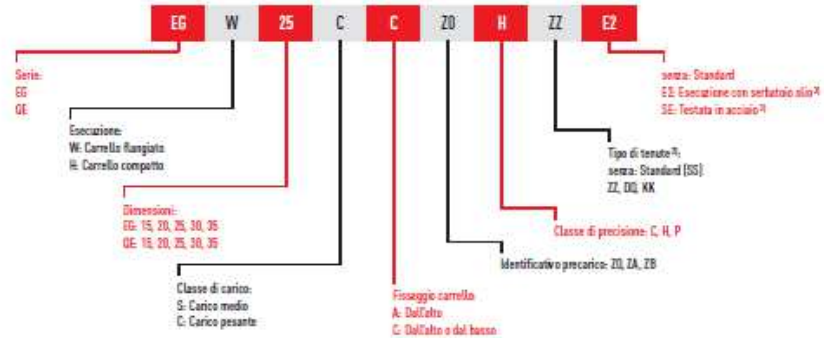 EG W 25 C C Z0 H ZZ E2
Serie:
EG
QE
senza: Standard
E2: Esecuzione con serbatoio olio
SE: Testata in acciaio
Esecuzione:
W: Carrello flangiato
H: Carrello compatto
Tipo di tenute:
senza: Standard (SS)
ZZ, DD, KK
Dimensioni:
EG: 15, 20, 25, 30, 35
QE: 15, 20, 25, 30, 35
Classe di precisione: C, H, P
Identificativo precarico: Z0, ZA, ZB
Classe di carico:
S: Carico medio
C: Carico pesante
Fissaggio carrello
A: Dall'alto
C: Dall'alto o dal basso